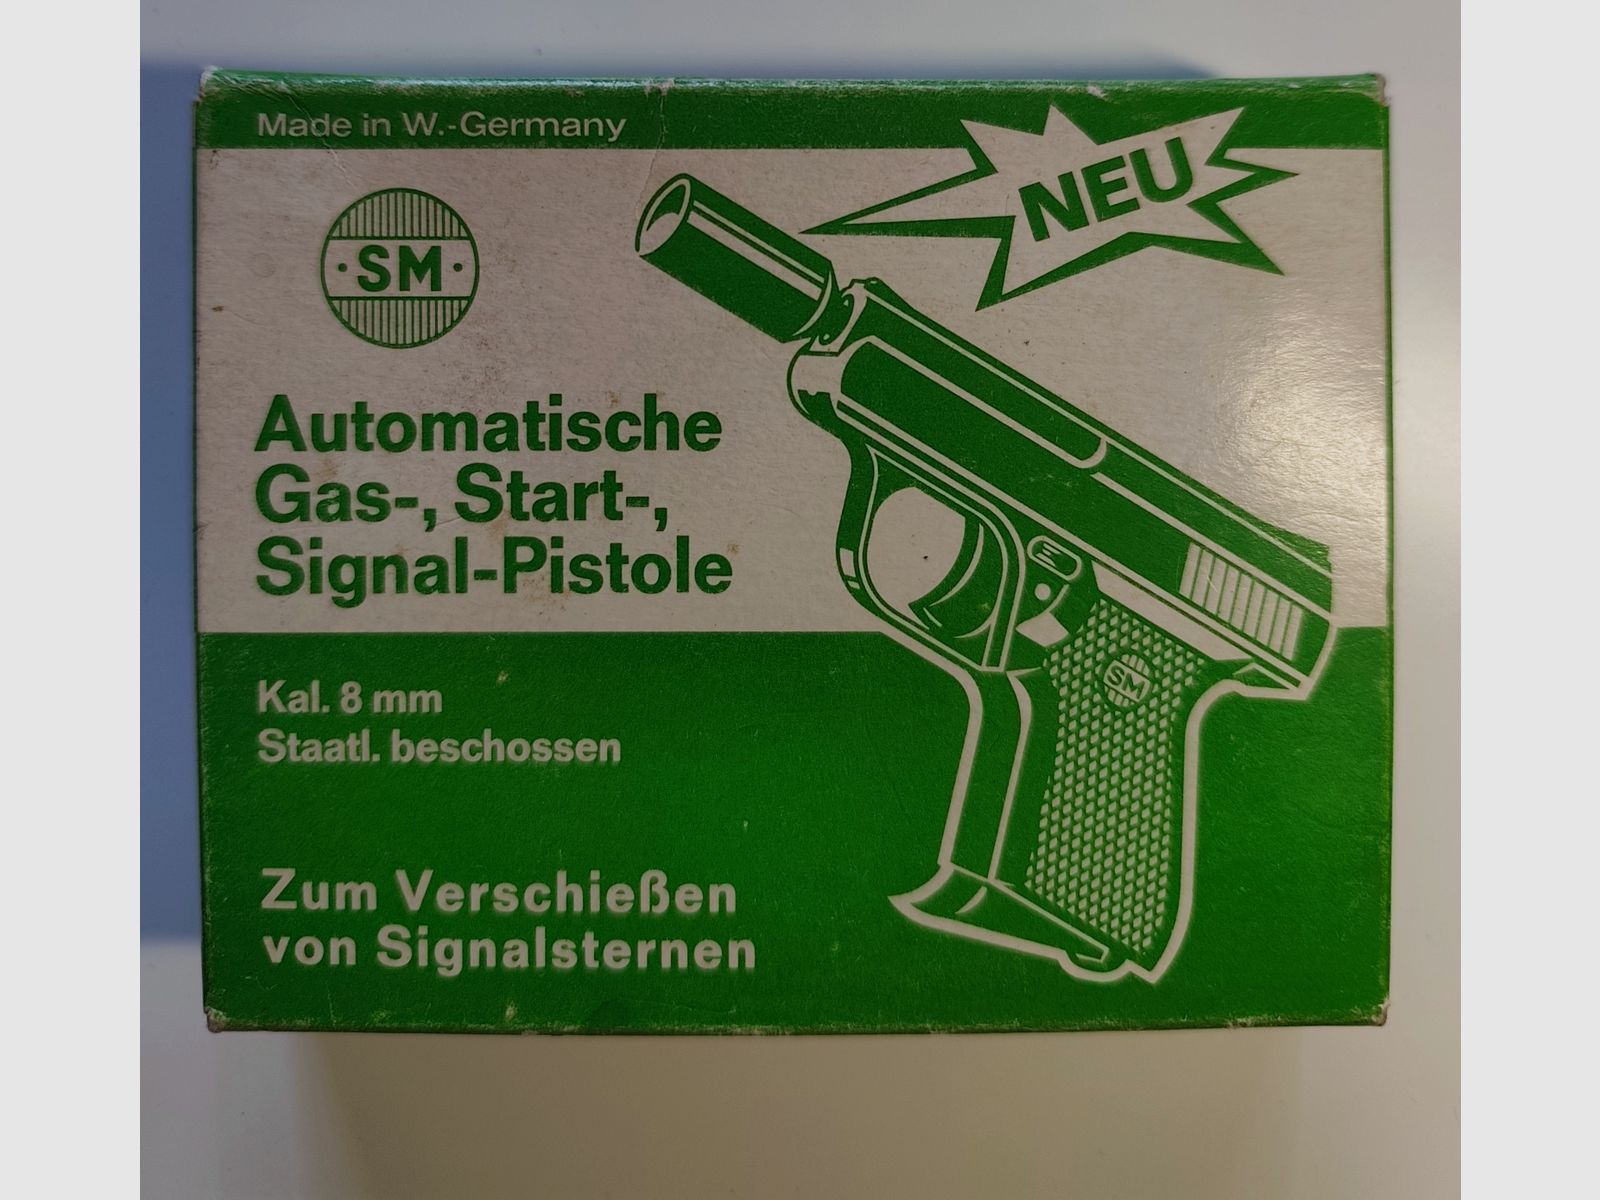 Made in W.-Germany
NEU
·SM·
Automatische
Gas-, Start-,
Signal-Pistole
SM
Kal. 8 mm
Staatl. beschossen
Zum Verschießen
von Signalsternen